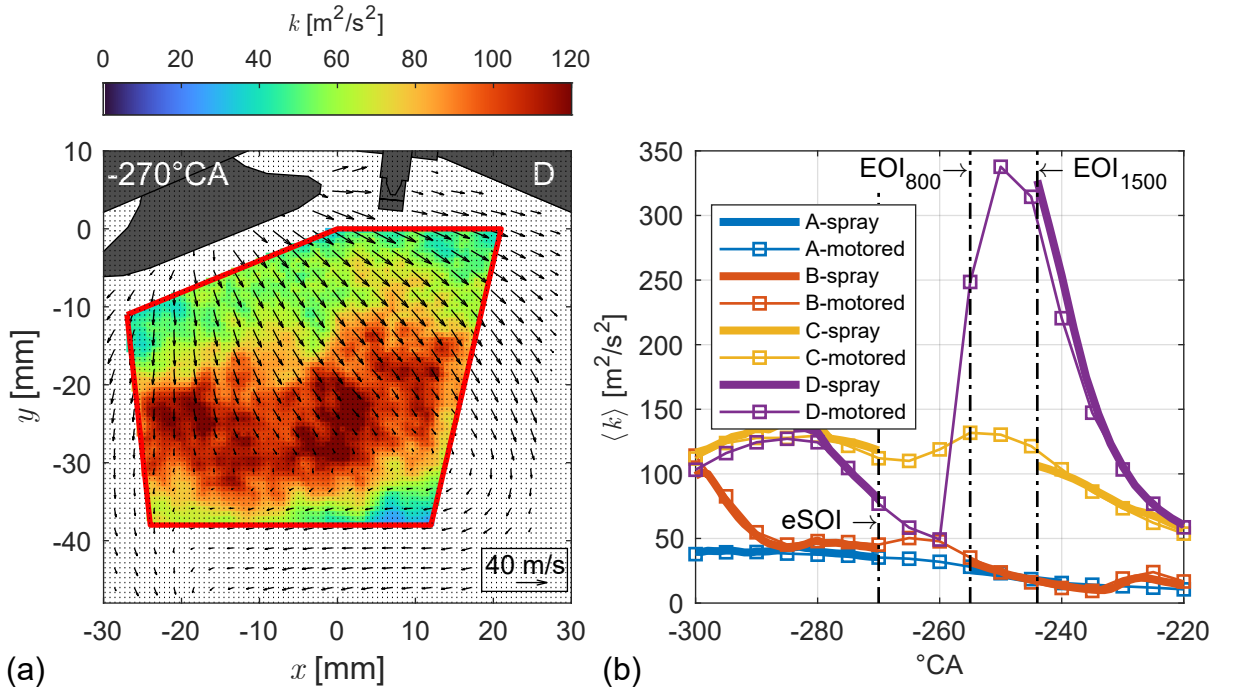 k [m²/s²]
0 20 40 60 80 100 120
-270°CA D
10
0
-10
-20
-30
-40
y [mm]
40 m/s
-30 -20 -10 0 10 20 30
x [mm]
(a)
350
300
250
200
150
100
50
0
⟨k⟩ [m²/s²]
EOI₈₀₀
EOI₁₅₀₀
A-spray
A-motored
B-spray
B-motored
C-spray
C-motored
D-spray
D-motored
eSOI
-300 -280 -260 -240 -220
°CA
(b)